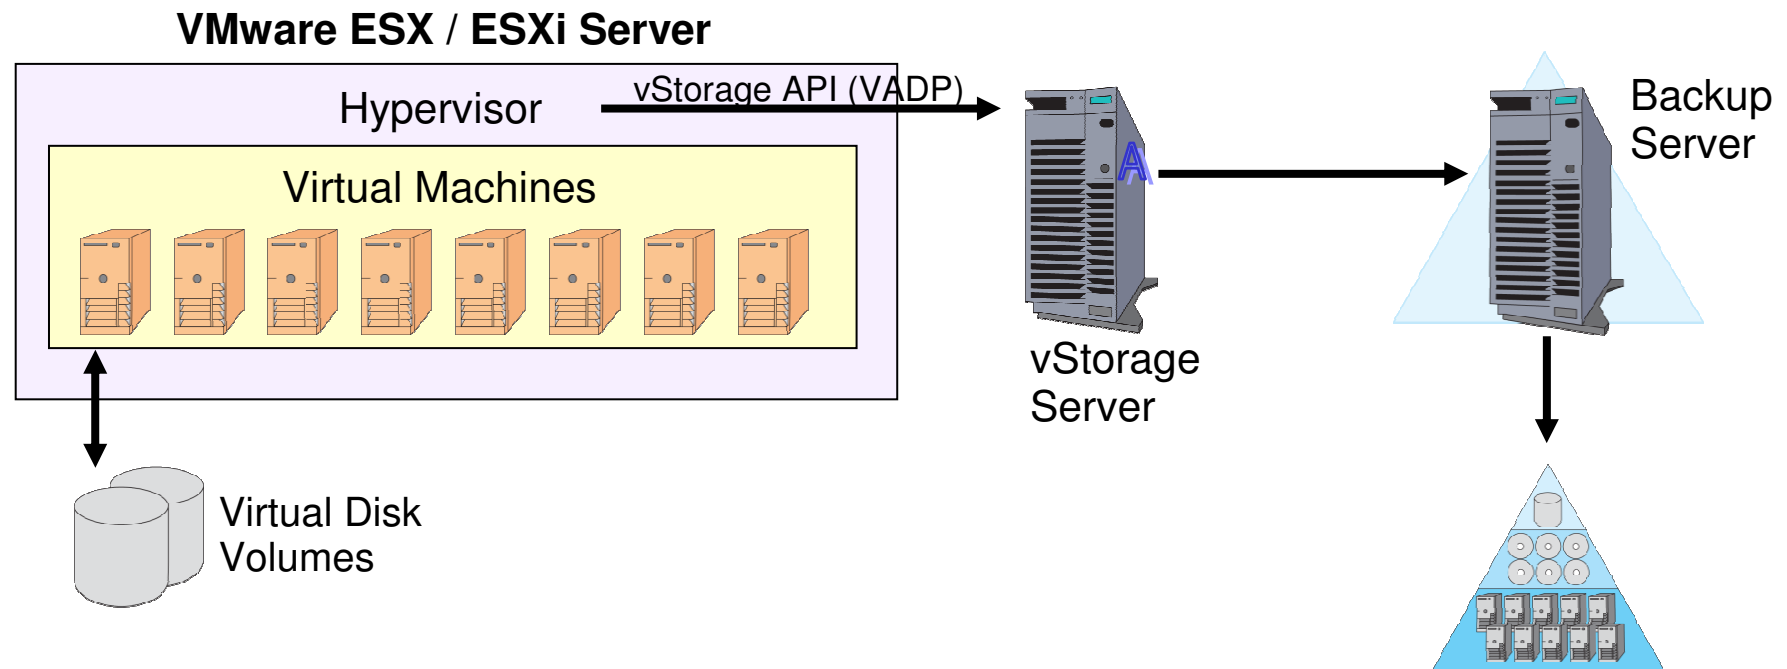 VMware ESX / ESXi Server
vStorage API (VADP)
Hypervisor
Virtual Machines
A
Backup
Server
vStorage
Server
Virtual Disk
Volumes